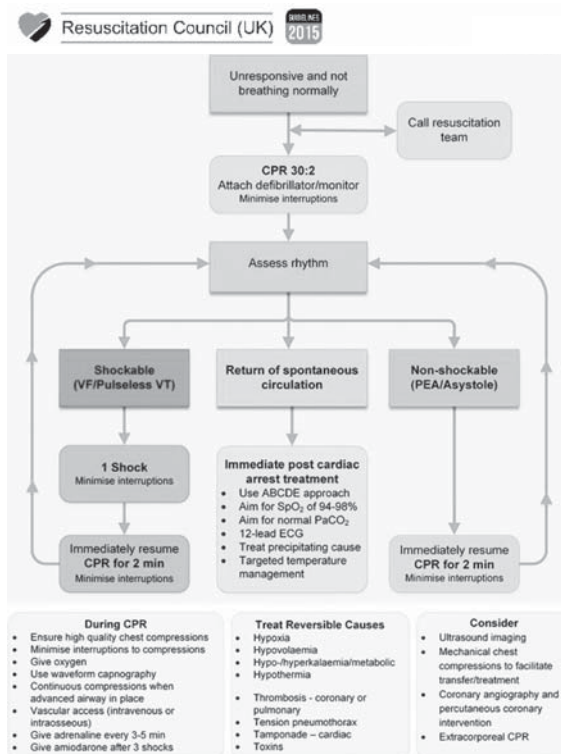 Resuscitation Council (UK)
GUIDELINES
2015
Unresponsive and not
breathing normally
Call resuscitation
team
CPR 30:2
Attach defibrillator/monitor
Minimise interruptions
Assess rhythm
Shockable
(VF/Pulseless VT)
Return of spontaneous
circulation
Non-shockable
(PEA/Asystole)
1 Shock
Minimise interruptions
Immediate post cardiac
arrest treatment
• Use ABCDE approach
• Aim for SpO₂ of 94-98%
• Aim for normal PaCO₂
• 12-lead ECG
• Treat precipitating cause
• Targeted temperature
management
Immediately resume
CPR for 2 min
Minimise interruptions
Immediately resume
CPR for 2 min
Minimise interruptions
During CPR
• Ensure high quality chest compressions
• Minimise interruptions to compressions
• Give oxygen
• Use waveform capnography
• Continuous compressions when
advanced airway in place
• Vascular access (intravenous or
intraosseous)
• Give adrenaline every 3-5 min
• Give amiodarone after 3 shocks
Treat Reversible Causes
• Hypoxia
• Hypovolaemia
• Hypo-/hyperkalaemia/metabolic
• Hypothermia
• Thrombosis - coronary or
pulmonary
• Tension pneumothorax
• Tamponade – cardiac
• Toxins
Consider
• Ultrasound imaging
• Mechanical chest
compressions to facilitate
transfer/treatment
• Coronary angiography and
percutaneous coronary
intervention
• Extracorporeal CPR